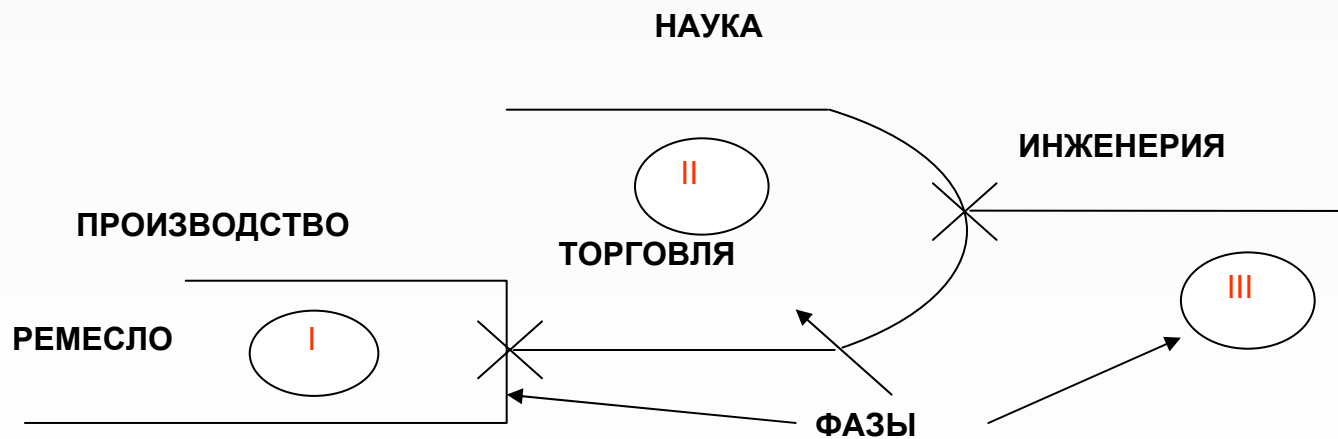 НАУКА
ИНЖЕНЕРИЯ
II
ПРОИЗВОДСТВО
ТОРГОВЛЯ
III
РЕМЕСЛО
I
ФАЗЫ